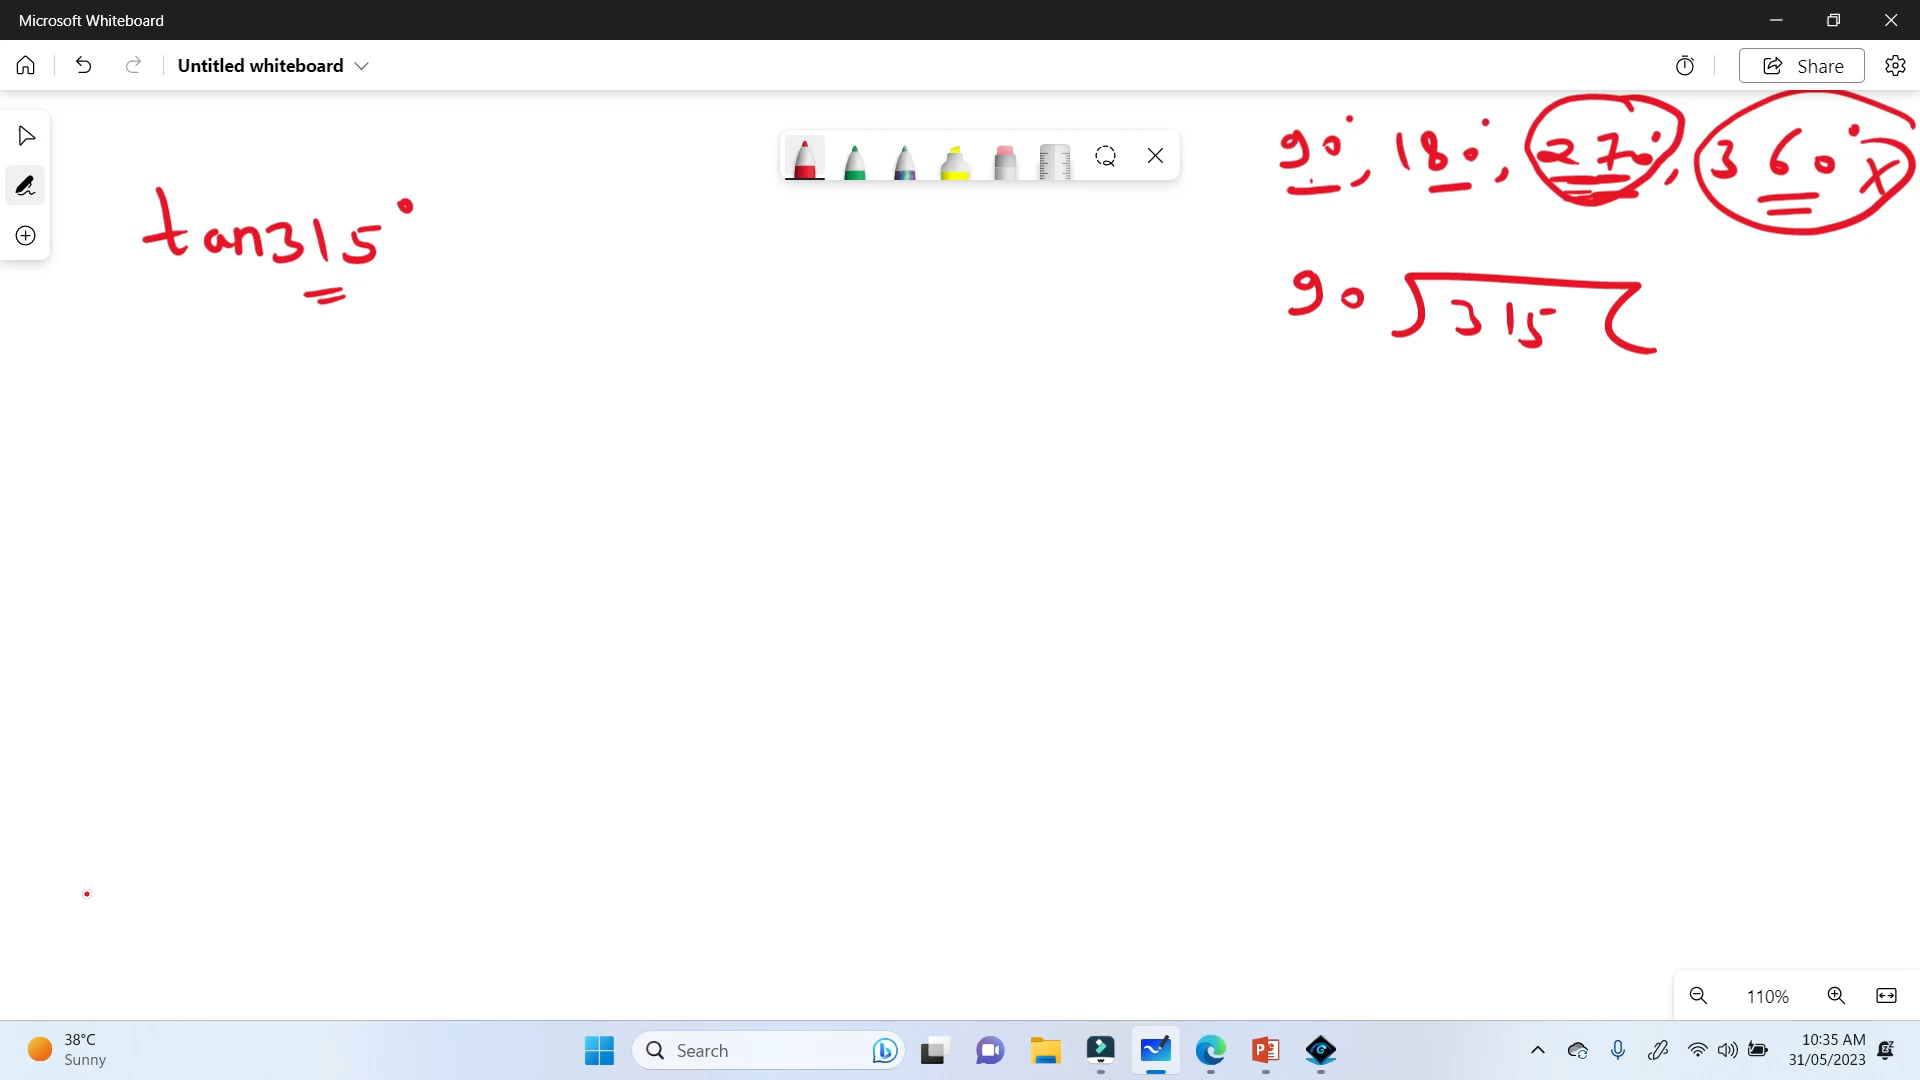 Microsoft Whiteboard
Untitled whiteboard
Share
90°, 180°, 270°, 360° x
tan315°
90 315
110%
38°C
Sunny
Search
10:35 AM
31/05/2023